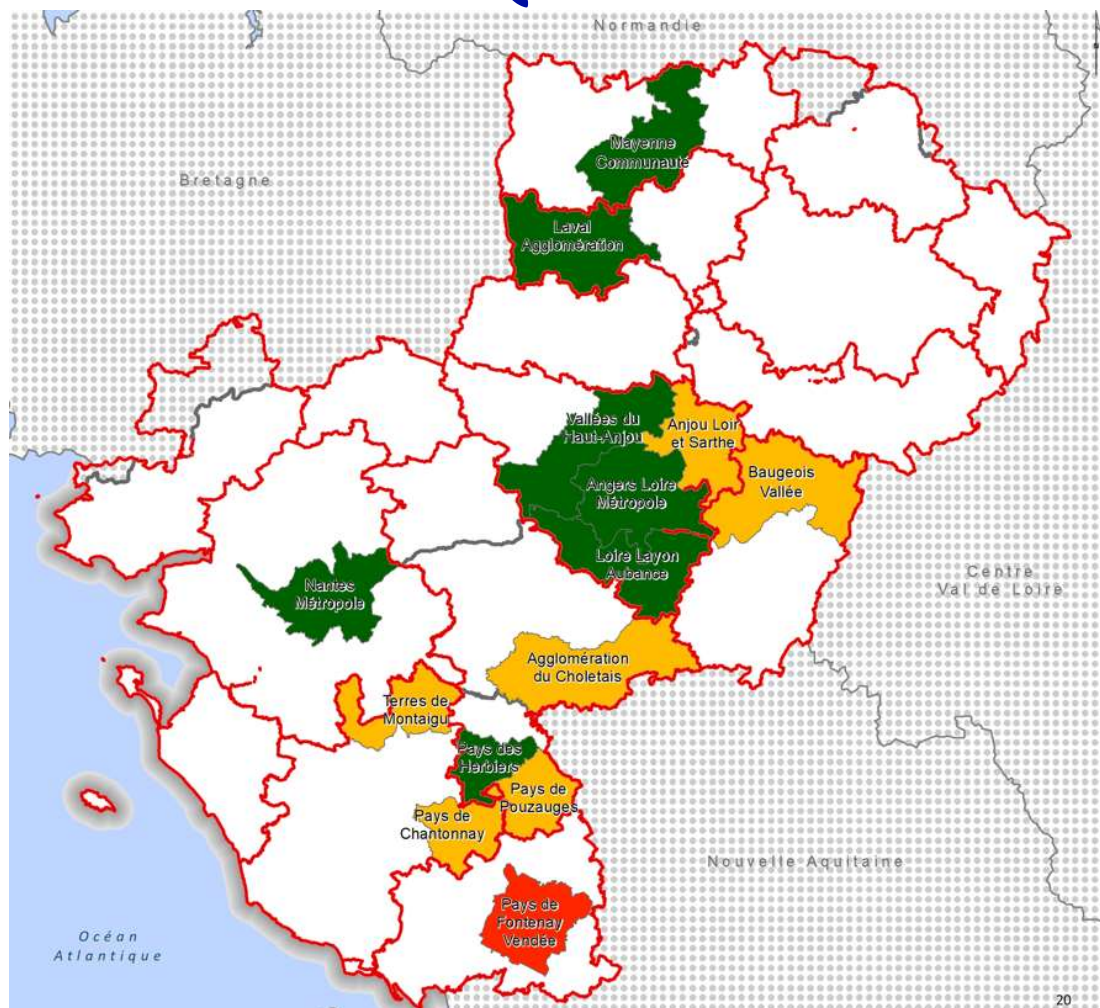 Normandie
Mayenne
Communauté
Bretagne
Laval
Agglomération
Vallées du
Haut-Anjou
Anjou Loir
et Sarthe
Baugeois
Vallée
Angers Loire
Métropole
Loire Layon
Aubance
Nantes
Métropole
Centre
Val de Loire
Agglomération
du Choletais
Terres de
Montaigu
Pays des
Herbiers
Pays de
Pouzauges
Pays de
Chantonnay
Nouvelle Aquitaine
Pays de
Fontenay
Vendée
Océan
Atlantique
20